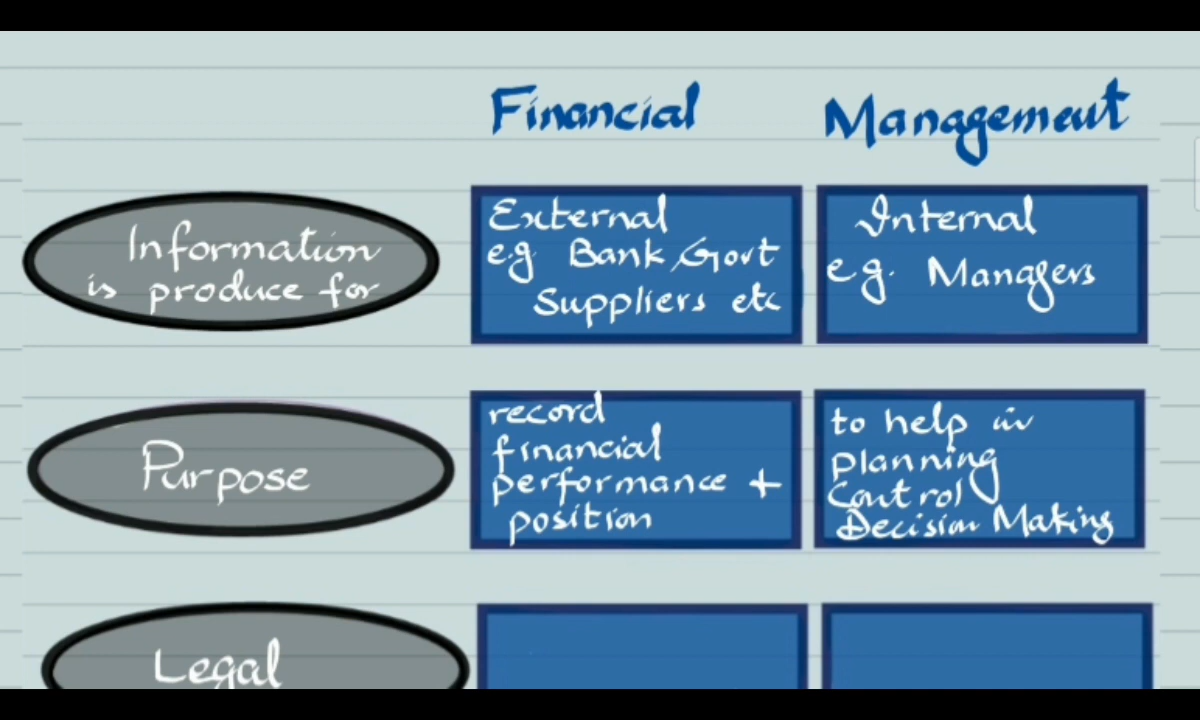 Financial Management
Information
is produce for
External
e.g Bank/Govt
Suppliers etc
Internal
e.g. Managers
Purpose
record
financial
performance +
position
to help in
planning
Control
Decision Making
Legal